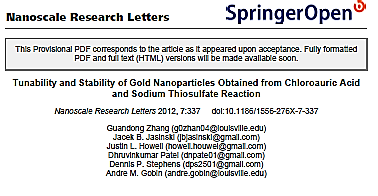 Nanoscale Research Letters
SpringerOpen
This Provisional PDF corresponds to the article as it appeared upon acceptance. Fully formatted
PDF and full text (HTML) versions will be made available soon.
Tunability and Stability of Gold Nanoparticles Obtained from Chloroauric Acid
and Sodium Thiosulfate Reaction
Nanoscale Research Letters 2012, 7:337 doi:10.1186/1556-276X-7-337
Guandong Zhang (g0zhan04@louisville.edu)
Jacek B. Jasinski (jbjasinski@gmail.com)
Justin L. Howell (howell.houwel@gmail.com)
Dhruvinkumar Patel (dnpate01@gmail.com)
Dennis P. Stephens (dps2501@gmail.com)
Andre M. Gobin (andre.gobin@louisville.edu)